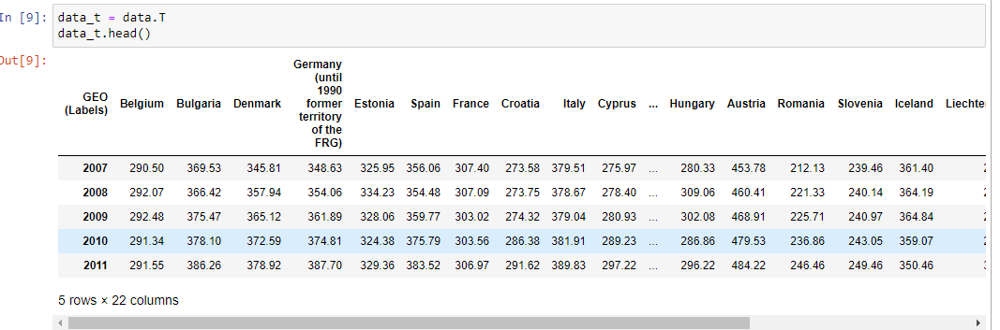 In [9]: data_t = data.T
data_t.head()
Out[9]:
GEO (Labels) Belgium Bulgaria Denmark Germany (until 1990 former territory of the FRG) Estonia Spain France Croatia Italy Cyprus ... Hungary Austria Romania Slovenia Iceland Liechte
2007 290.50 369.53 345.81 348.63 325.95 356.06 307.40 273.58 379.51 275.97 ... 280.33 453.78 212.13 239.46 361.40
2008 292.07 366.42 357.94 354.06 334.23 354.48 307.09 273.75 378.67 278.40 ... 309.06 460.41 221.33 240.14 364.19
2009 292.48 375.47 365.12 361.89 328.06 359.77 303.02 274.32 379.04 280.93 ... 302.08 468.91 225.71 240.97 364.84
2010 291.34 378.10 372.59 374.81 324.38 375.79 303.56 286.38 381.91 289.23 ... 286.86 479.53 236.86 243.05 359.07
2011 291.55 386.26 378.92 387.70 329.36 383.52 306.97 291.62 389.83 297.22 ... 296.22 484.22 246.46 249.46 350.46
5 rows × 22 columns